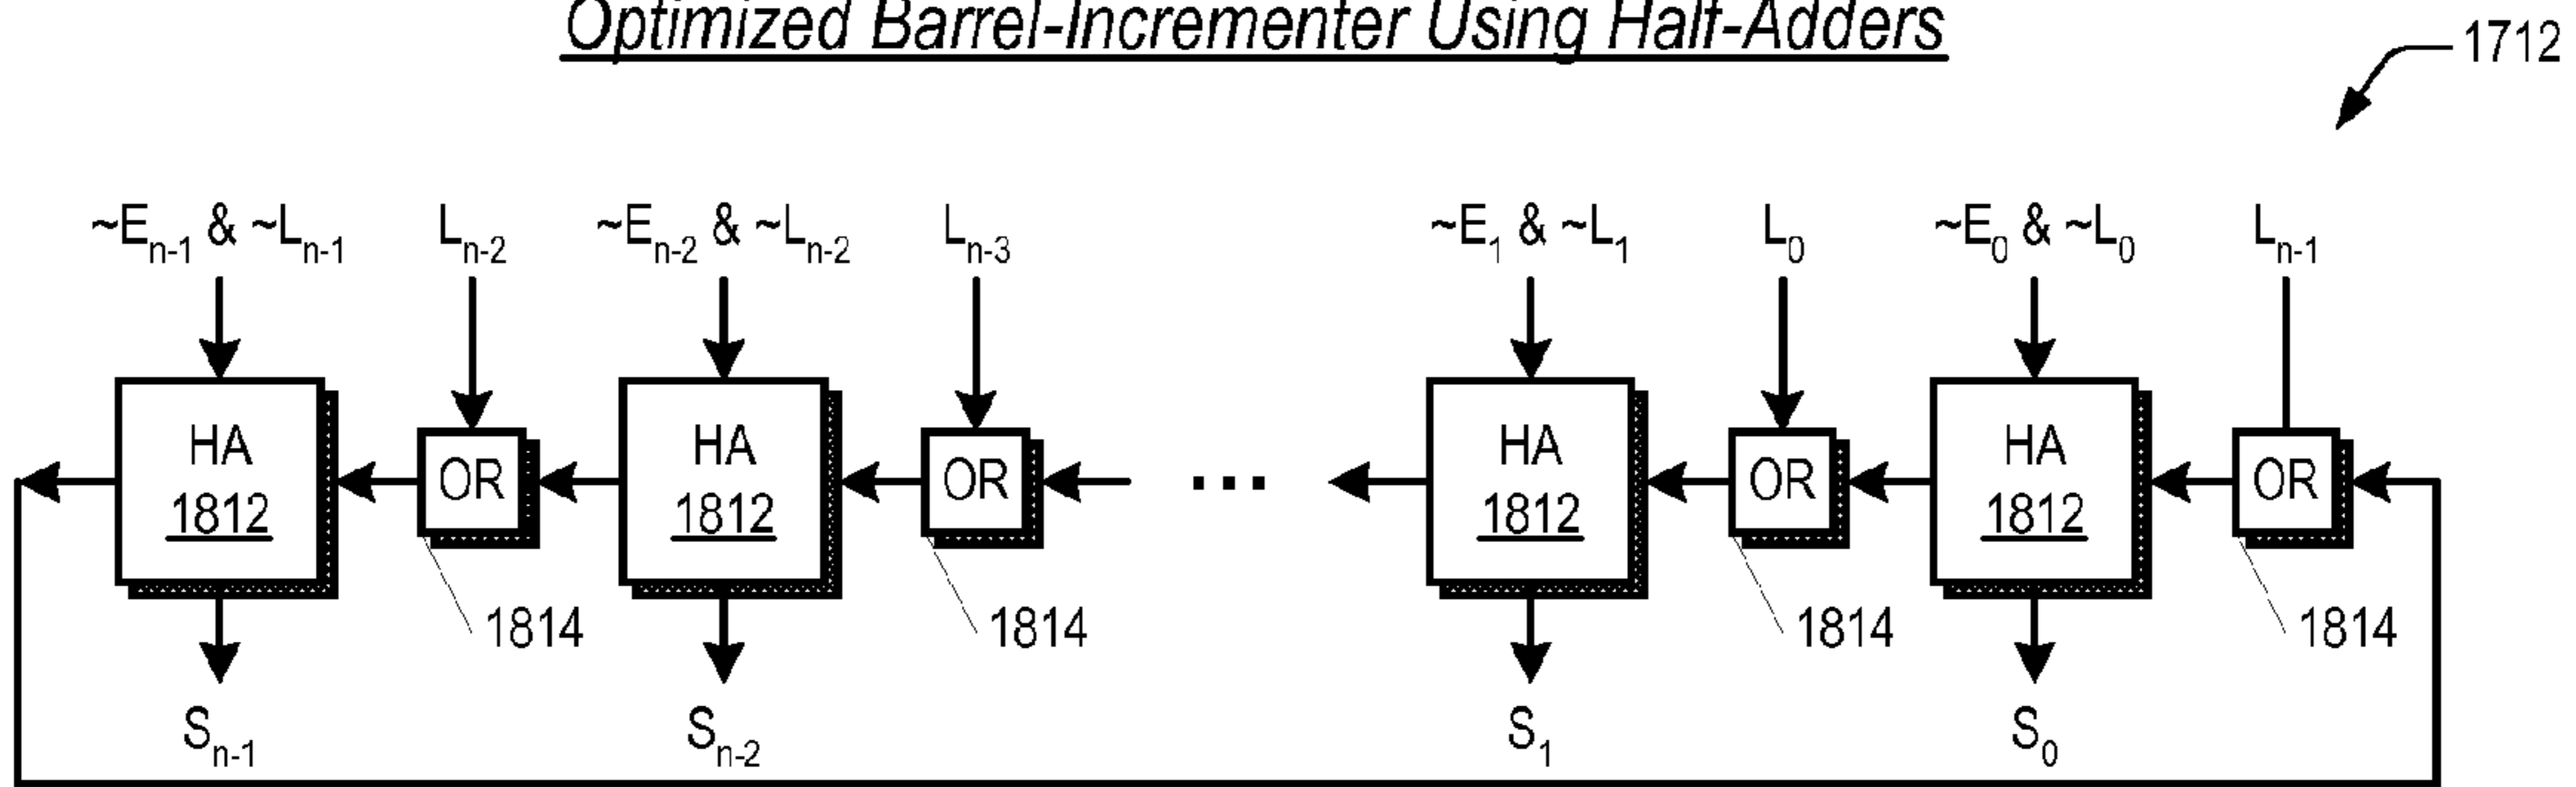 Optimized Barrel-Incrementer Using Half-Adders
1712
~Eₙ₋₁ & ~Lₙ₋₁ Lₙ₋₂ ~Eₙ₋₂ & ~Lₙ₋₂ Lₙ₋₃ ~E₁ & ~L₁ L₀ ~E₀ & ~L₀ Lₙ₋₁
HA OR HA OR ... HA OR HA OR
1812 1812 1812 1812
1814 1814 1814 1814
Sₙ₋₁ Sₙ₋₂ S₁ S₀